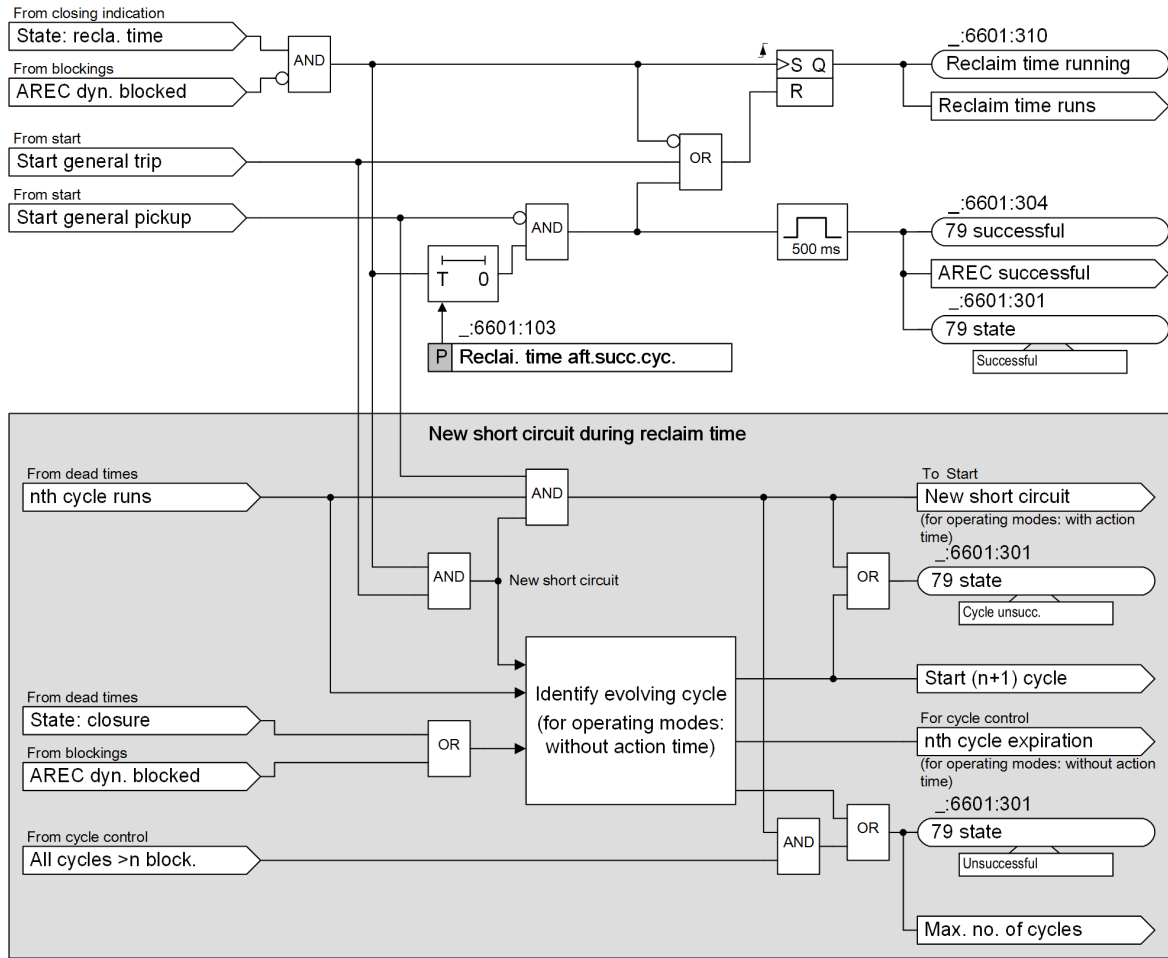 From closing indication
State: recla. time
AND
From blockings
AREC dyn. blocked
>S Q
R
_:6601:310
Reclaim time running
Reclaim time runs
From start
Start general trip
OR
From start
Start general pickup
AND
500 ms
_:6601:304
79 successful
AREC successful
T 0
_:6601:301
79 state
Successful
_:6601:103
P Reclai. time aft.succ.cyc.
New short circuit during reclaim time
From dead times
nth cycle runs
AND
To Start
New short circuit
(for operating modes: with action
time)
AND
New short circuit
OR
_:6601:301
79 state
Cycle unsucc.
Identify evolving cycle
(for operating modes:
without action time)
Start (n+1) cycle
From dead times
State: closure
OR
From blockings
AREC dyn. blocked
For cycle control
nth cycle expiration
(for operating modes: without action
time)
_:6601:301
79 state
Unsuccessful
OR
From cycle control
All cycles >n block.
AND
Max. no. of cycles